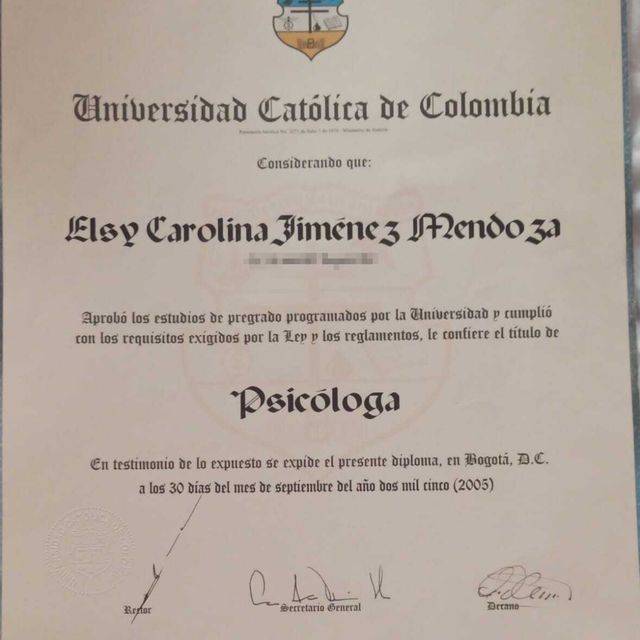 Universidad Católica de Colombia
Considerando que:
Elsy Carolina Jiménez Mendoza
Aprobó los estudios de pregrado programados por la Universidad y cumplió
con los requisitos exigidos por la Ley y los reglamentos, le confiere el título de
Psicóloga
En testimonio de lo expuesto se expide el presente diploma, en Bogotá, D.C.
a los 30 días del mes de septiembre del año dos mil cinco (2005)
Rector
Secretario General
Decano